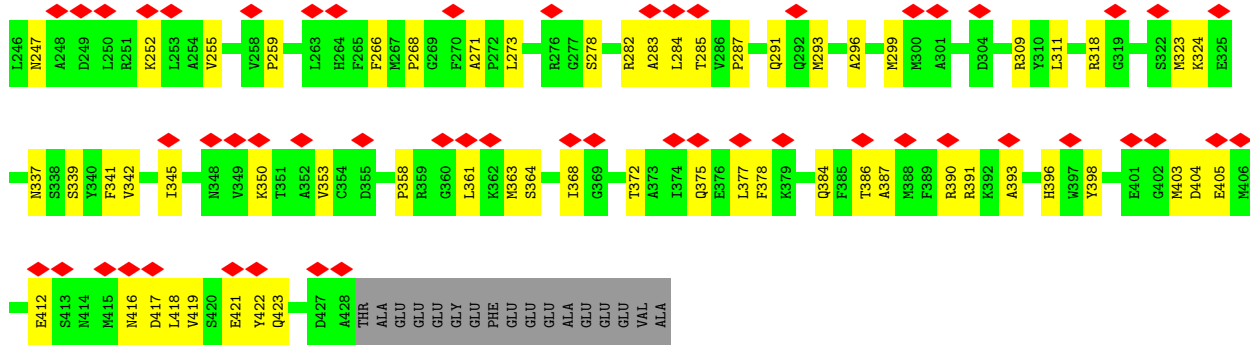 L246 N247 A248 D249 L250 R251 K252 L253 A254 V255 V258 P259 L263 H264 F265 F266 M267 P268 G269 F270 A271 P272 L273 R276 G277 S278 R282 A283 L284 T285 V286 P287 Q291 Q292 M293 A296 M299 M300 A301 D304 R309 Y310 L311 R318 G319 S322 M323 K324 E325
N337 S338 S339 Y340 F341 V342 I345 N348 V349 K350 T351 A352 V353 C354 D355 P358 R359 G360 L361 K362 M363 S364 I368 G369 T372 A373 I374 Q375 E376 L377 F378 K379 Q384 F385 T386 A387 M388 F389 R390 R391 K392 A393 H396 W397 Y398 E401 G402 M403 D404 E405 M406
E412 S413 N414 M415 N416 D417 L418 V419 S420 E421 Y422 Q423 D427 A428 THR ALA GLU GLU GLU GLY GLU PHE GLU GLU GLU ALA GLU GLU GLU VAL ALA